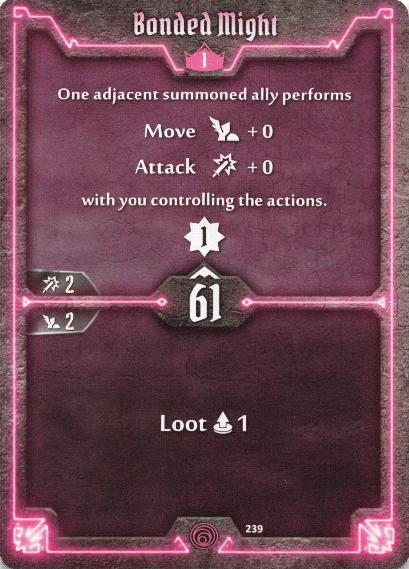 Bonded Might
1
One adjacent summoned ally performs
Move +0
Attack +0
with you controlling the actions.
1
2
61
2
Loot 1
239